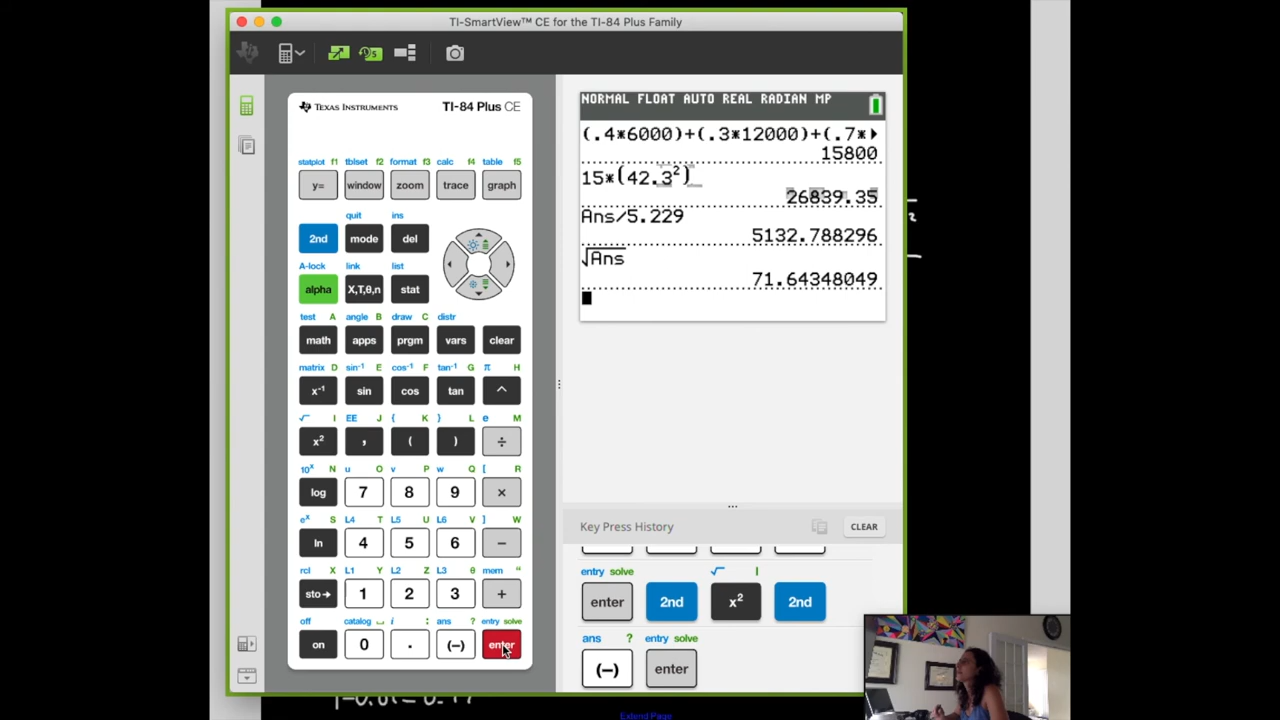 TI-SmartView™ CE for the TI-84 Plus Family
TEXAS INSTRUMENTS
TI-84 Plus CE
statplot f1 tblset f2 format f3 calc f4 table f5
y= window zoom trace graph
quit ins
2nd mode del
A-lock link list
alpha X,T,θ,n stat
test A angle B draw C distr
math apps prgm vars clear
matrix D sin⁻¹ E cos⁻¹ F tan⁻¹ G π H
x⁻¹ sin cos tan ^
√ I EE J { K } L e M
x² , ( ) ÷
10ˣ N u O v P w Q [ R
log 7 8 9 ×
eˣ S L4 T L5 U L6 V ] W
ln 4 5 6 −
rcl X L1 Y L2 Z L3 θ mem "
sto→ 1 2 3 +
off catalog i : ans ? entry solve
on 0 . (−) enter
NORMAL FLOAT AUTO REAL RADIAN MP
(.4*6000)+(.3*12000)+(.7*
15800
15*(42.3²)
26839.35
Ans/5.229
5132.788296
√Ans
71.64348049
Key Press History
CLEAR
entry solve √ I
enter 2nd x² 2nd
ans ? entry solve
(−) enter
Extend Page